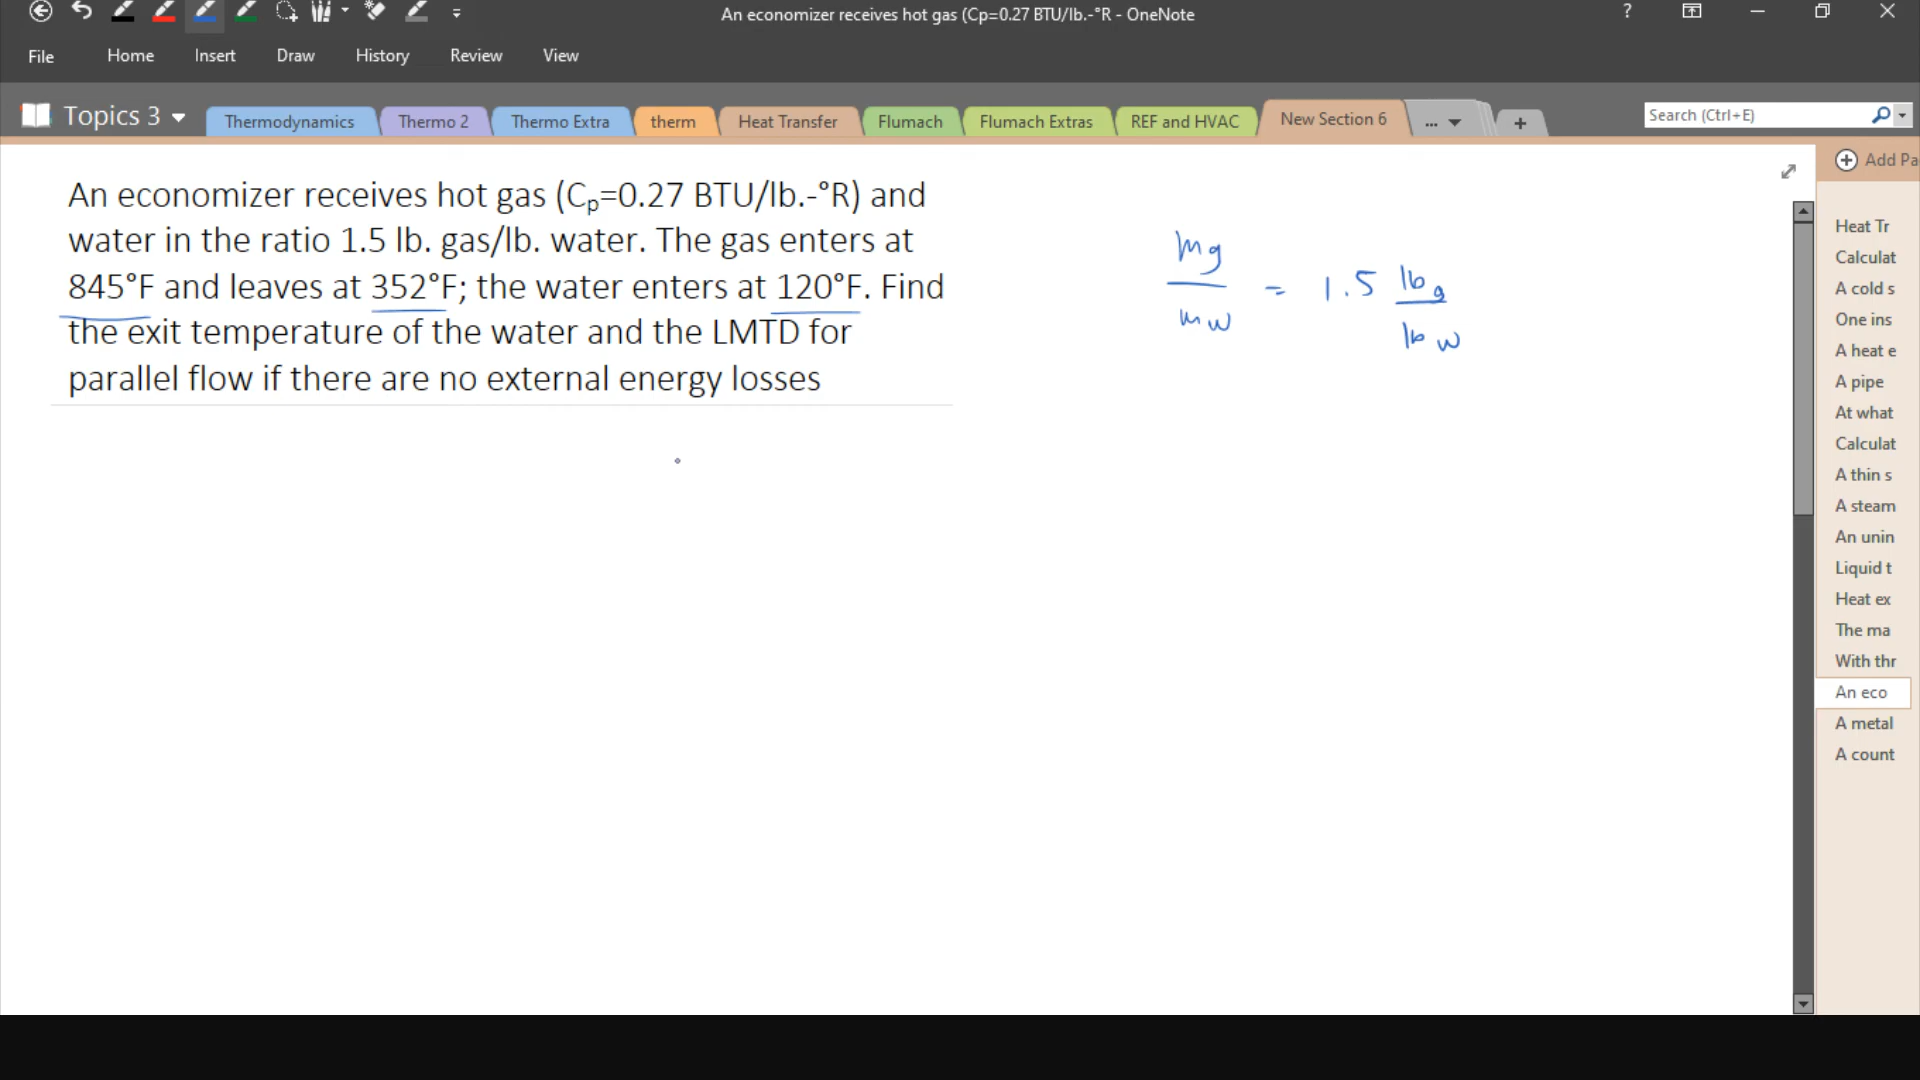 An economizer receives hot gas (Cp=0.27 BTU/lb.-°R - OneNote
?
File Home Insert Draw History Review View
Topics 3 Thermodynamics Thermo 2 Thermo Extra therm Heat Transfer Flumach Flumach Extras REF and HVAC New Section 6 ... + Search (Ctrl+E)
Add Pa
An economizer receives hot gas (Cp=0.27 BTU/lb.-°R) and
water in the ratio 1.5 lb. gas/lb. water. The gas enters at
845°F and leaves at 352°F; the water enters at 120°F. Find
the exit temperature of the water and the LMTD for
parallel flow if there are no external energy losses
mg
mw
= 1.5
lbg
lbw
Heat Tr
Calculat
A cold s
One ins
A heat e
A pipe
At what
Calculat
A thin s
A steam
An unin
Liquid t
Heat ex
The ma
With thr
An eco
A metal
A count